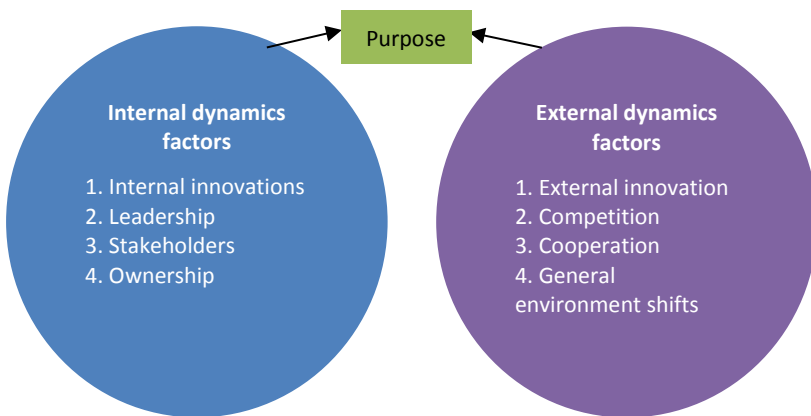 Purpose
Internal dynamics
factors
1. Internal innovations
2. Leadership
3. Stakeholders
4. Ownership
External dynamics
factors
1. External innovation
2. Competition
3. Cooperation
4. General
environment shifts